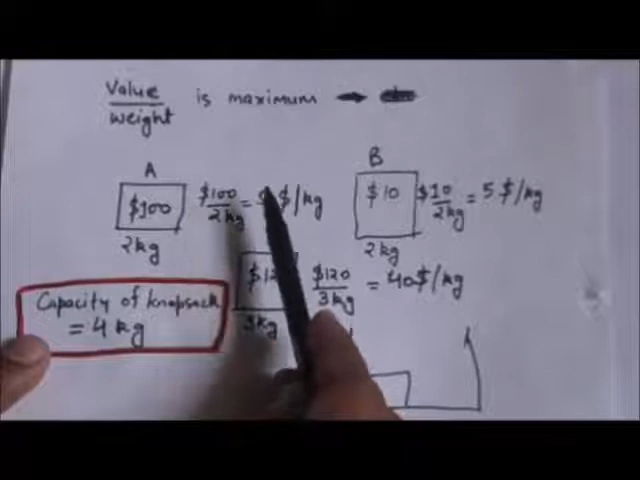 Value
weight
is maximum
A
B
$100
$100
2kg
= $/kg
$10
$10
2kg
= 5 $/kg
2kg
2kg
$120
3kg
= 40$/kg
3kg
Capacity of knapsack
= 4 kg